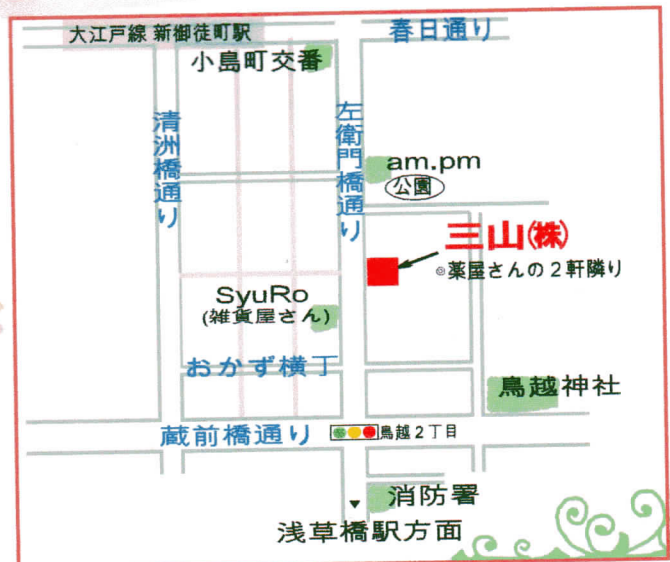 大江戸線 新御徒町駅
春日通り
小島町交番
清洲橋通り
左衛門橋通り
am.pm
公園
三山(株)
◎薬屋さんの2軒隣り
SyuRo
(雑貨屋さん)
おかず横丁
鳥越神社
蔵前橋通り
鳥越2丁目
消防署
浅草橋駅方面